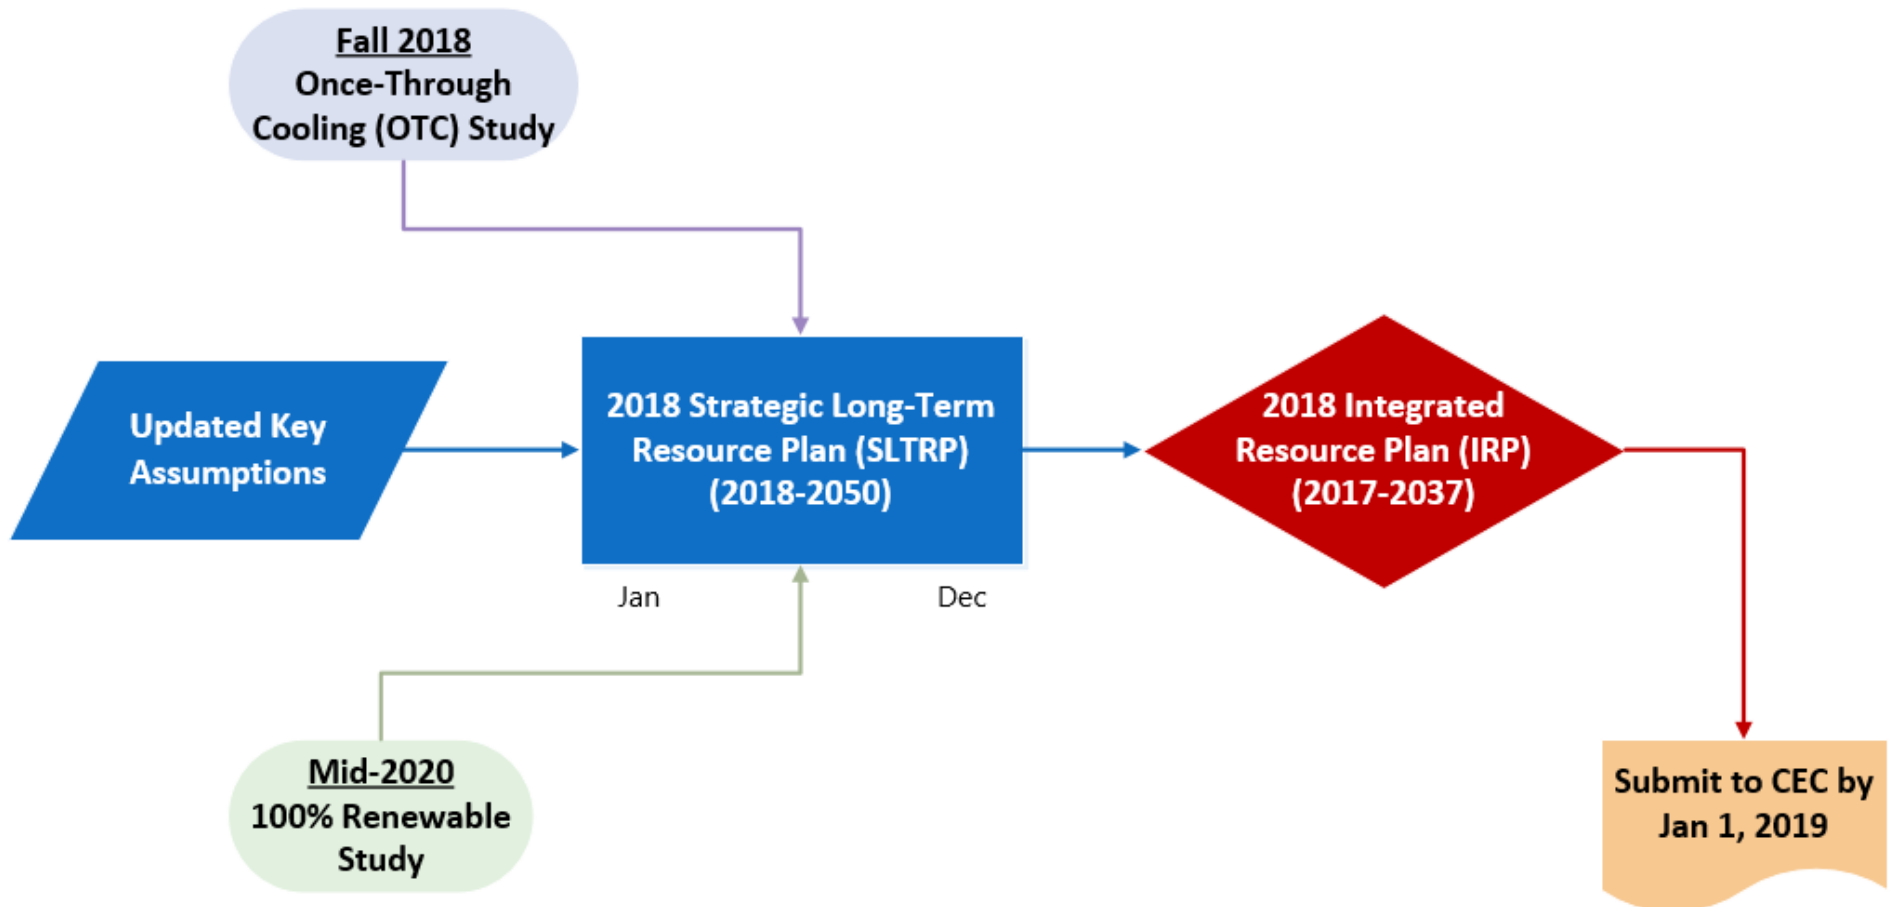 Fall 2018
Once-Through
Cooling (OTC) Study
Updated Key
Assumptions
2018 Strategic Long-Term
Resource Plan (SLTRP)
(2018-2050)
2018 Integrated
Resource Plan (IRP)
(2017-2037)
Jan
Dec
Mid-2020
100% Renewable
Study
Submit to CEC by
Jan 1, 2019